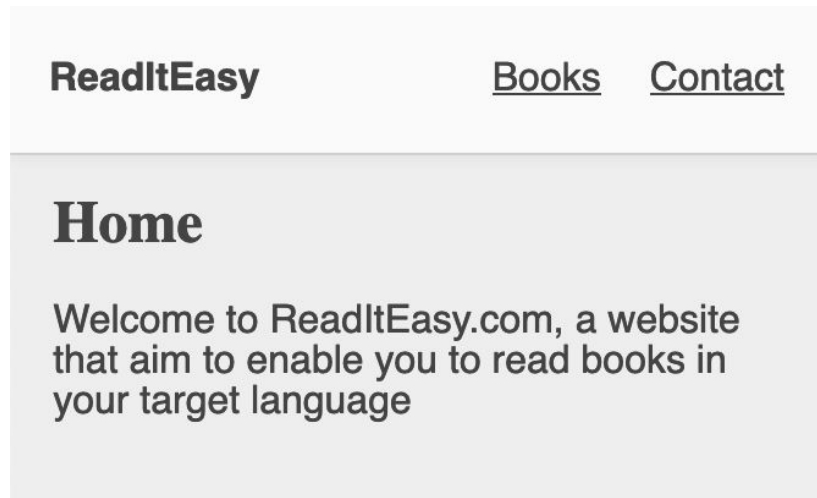 ReadItEasy Books Contact
Home
Welcome to ReadItEasy.com, a website
that aim to enable you to read books in
your target language